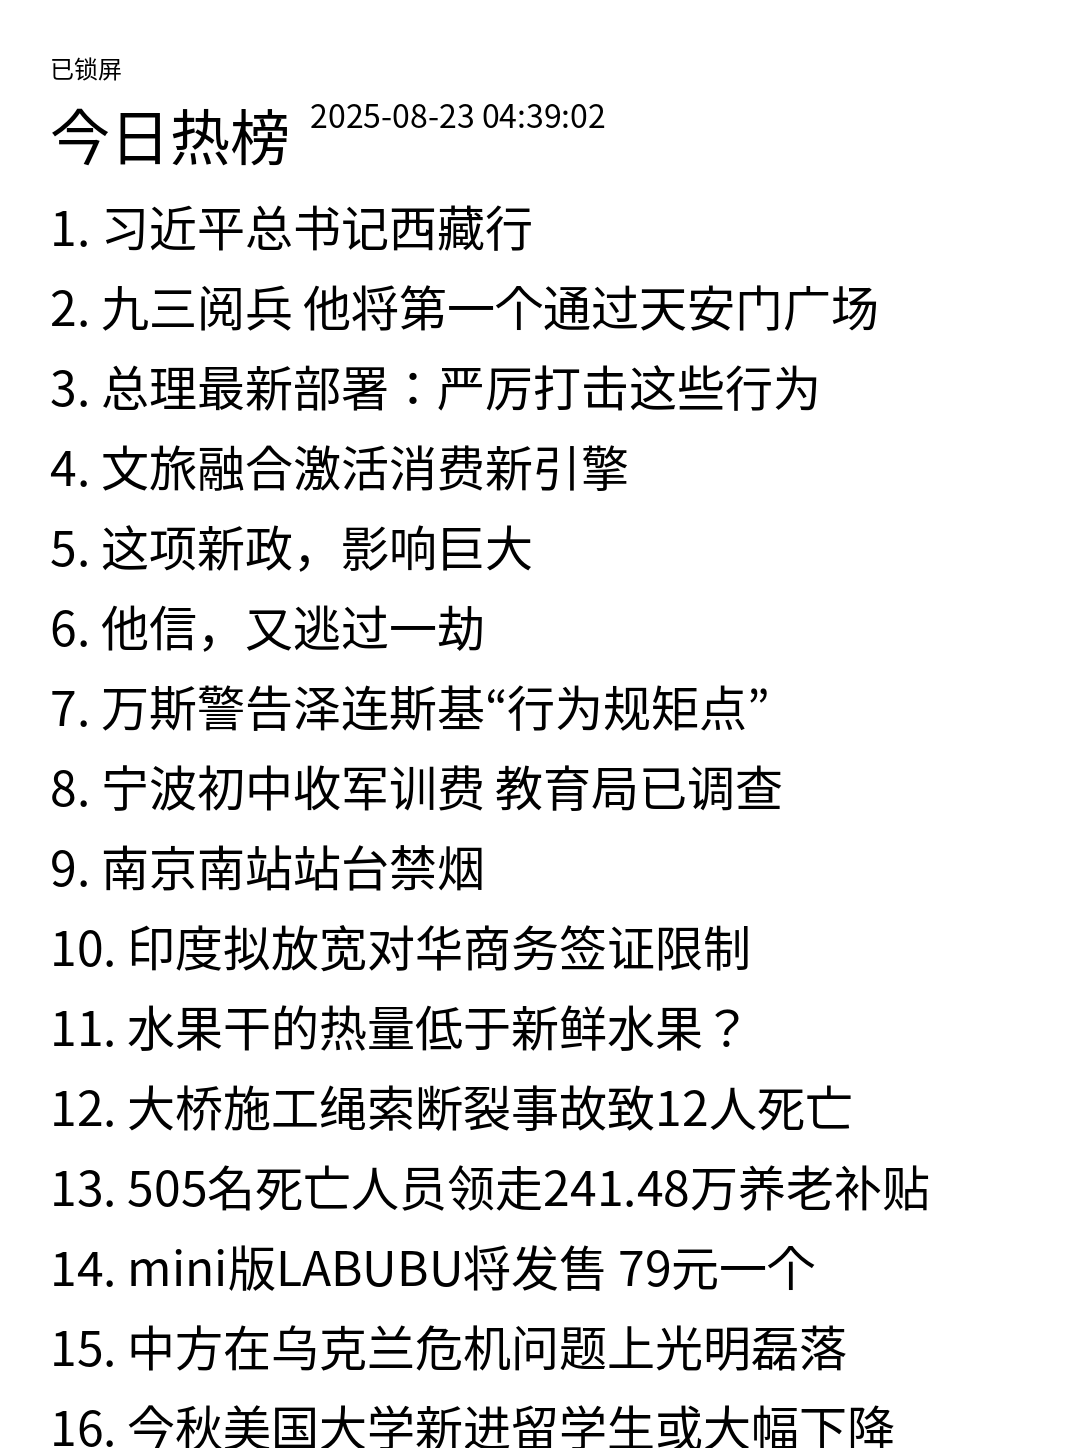 已锁屏
今日热榜 2025-08-23 04:39:02
1. 习近平总书记西藏行
2. 九三阅兵 他将第一个通过天安门广场
3. 总理最新部署：严厉打击这些行为
4. 文旅融合激活消费新引擎
5. 这项新政，影响巨大
6. 他信，又逃过一劫
7. 万斯警告泽连斯基“行为规矩点”
8. 宁波初中收军训费 教育局已调查
9. 南京南站站台禁烟
10. 印度拟放宽对华商务签证限制
11. 水果干的热量低于新鲜水果？
12. 大桥施工绳索断裂事故致12人死亡
13. 505名死亡人员领走241.48万养老补贴
14. mini版LABUBU将发售 79元一个
15. 中方在乌克兰危机问题上光明磊落
16. 今秋美国大学新进留学生或大幅下降